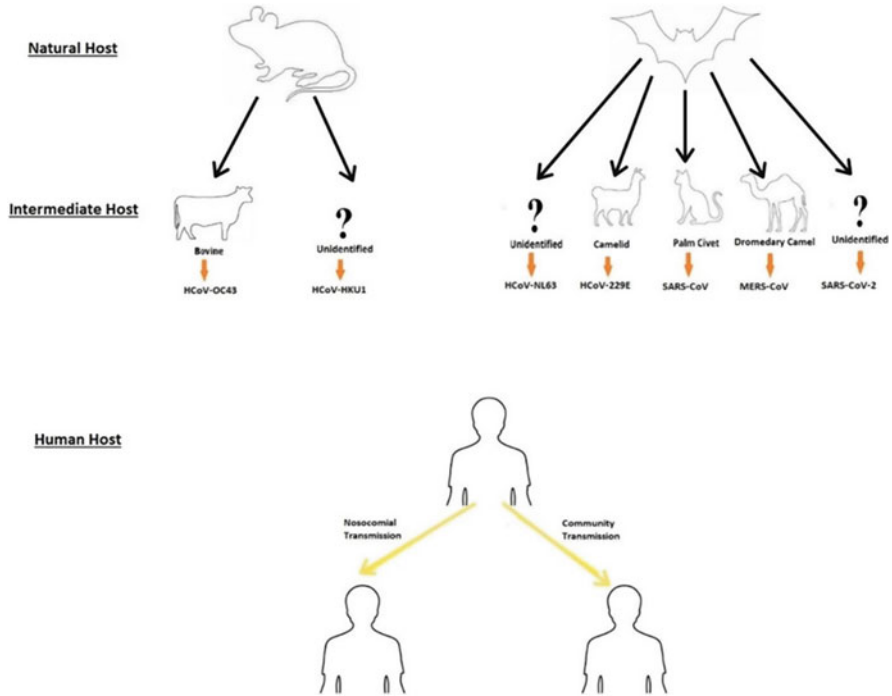 Natural Host
Intermediate Host
?
?
?
Bovine
Unidentified
Unidentified
Camelid
Palm Civet
Dromedary Camel
Unidentified
HCoV-OC43
HCoV-HKU1
HCoV-NL63
HCoV-229E
SARS-CoV
MERS-CoV
SARS-CoV-2
Human Host
Nosocomial
Transmission
Community
Transmission